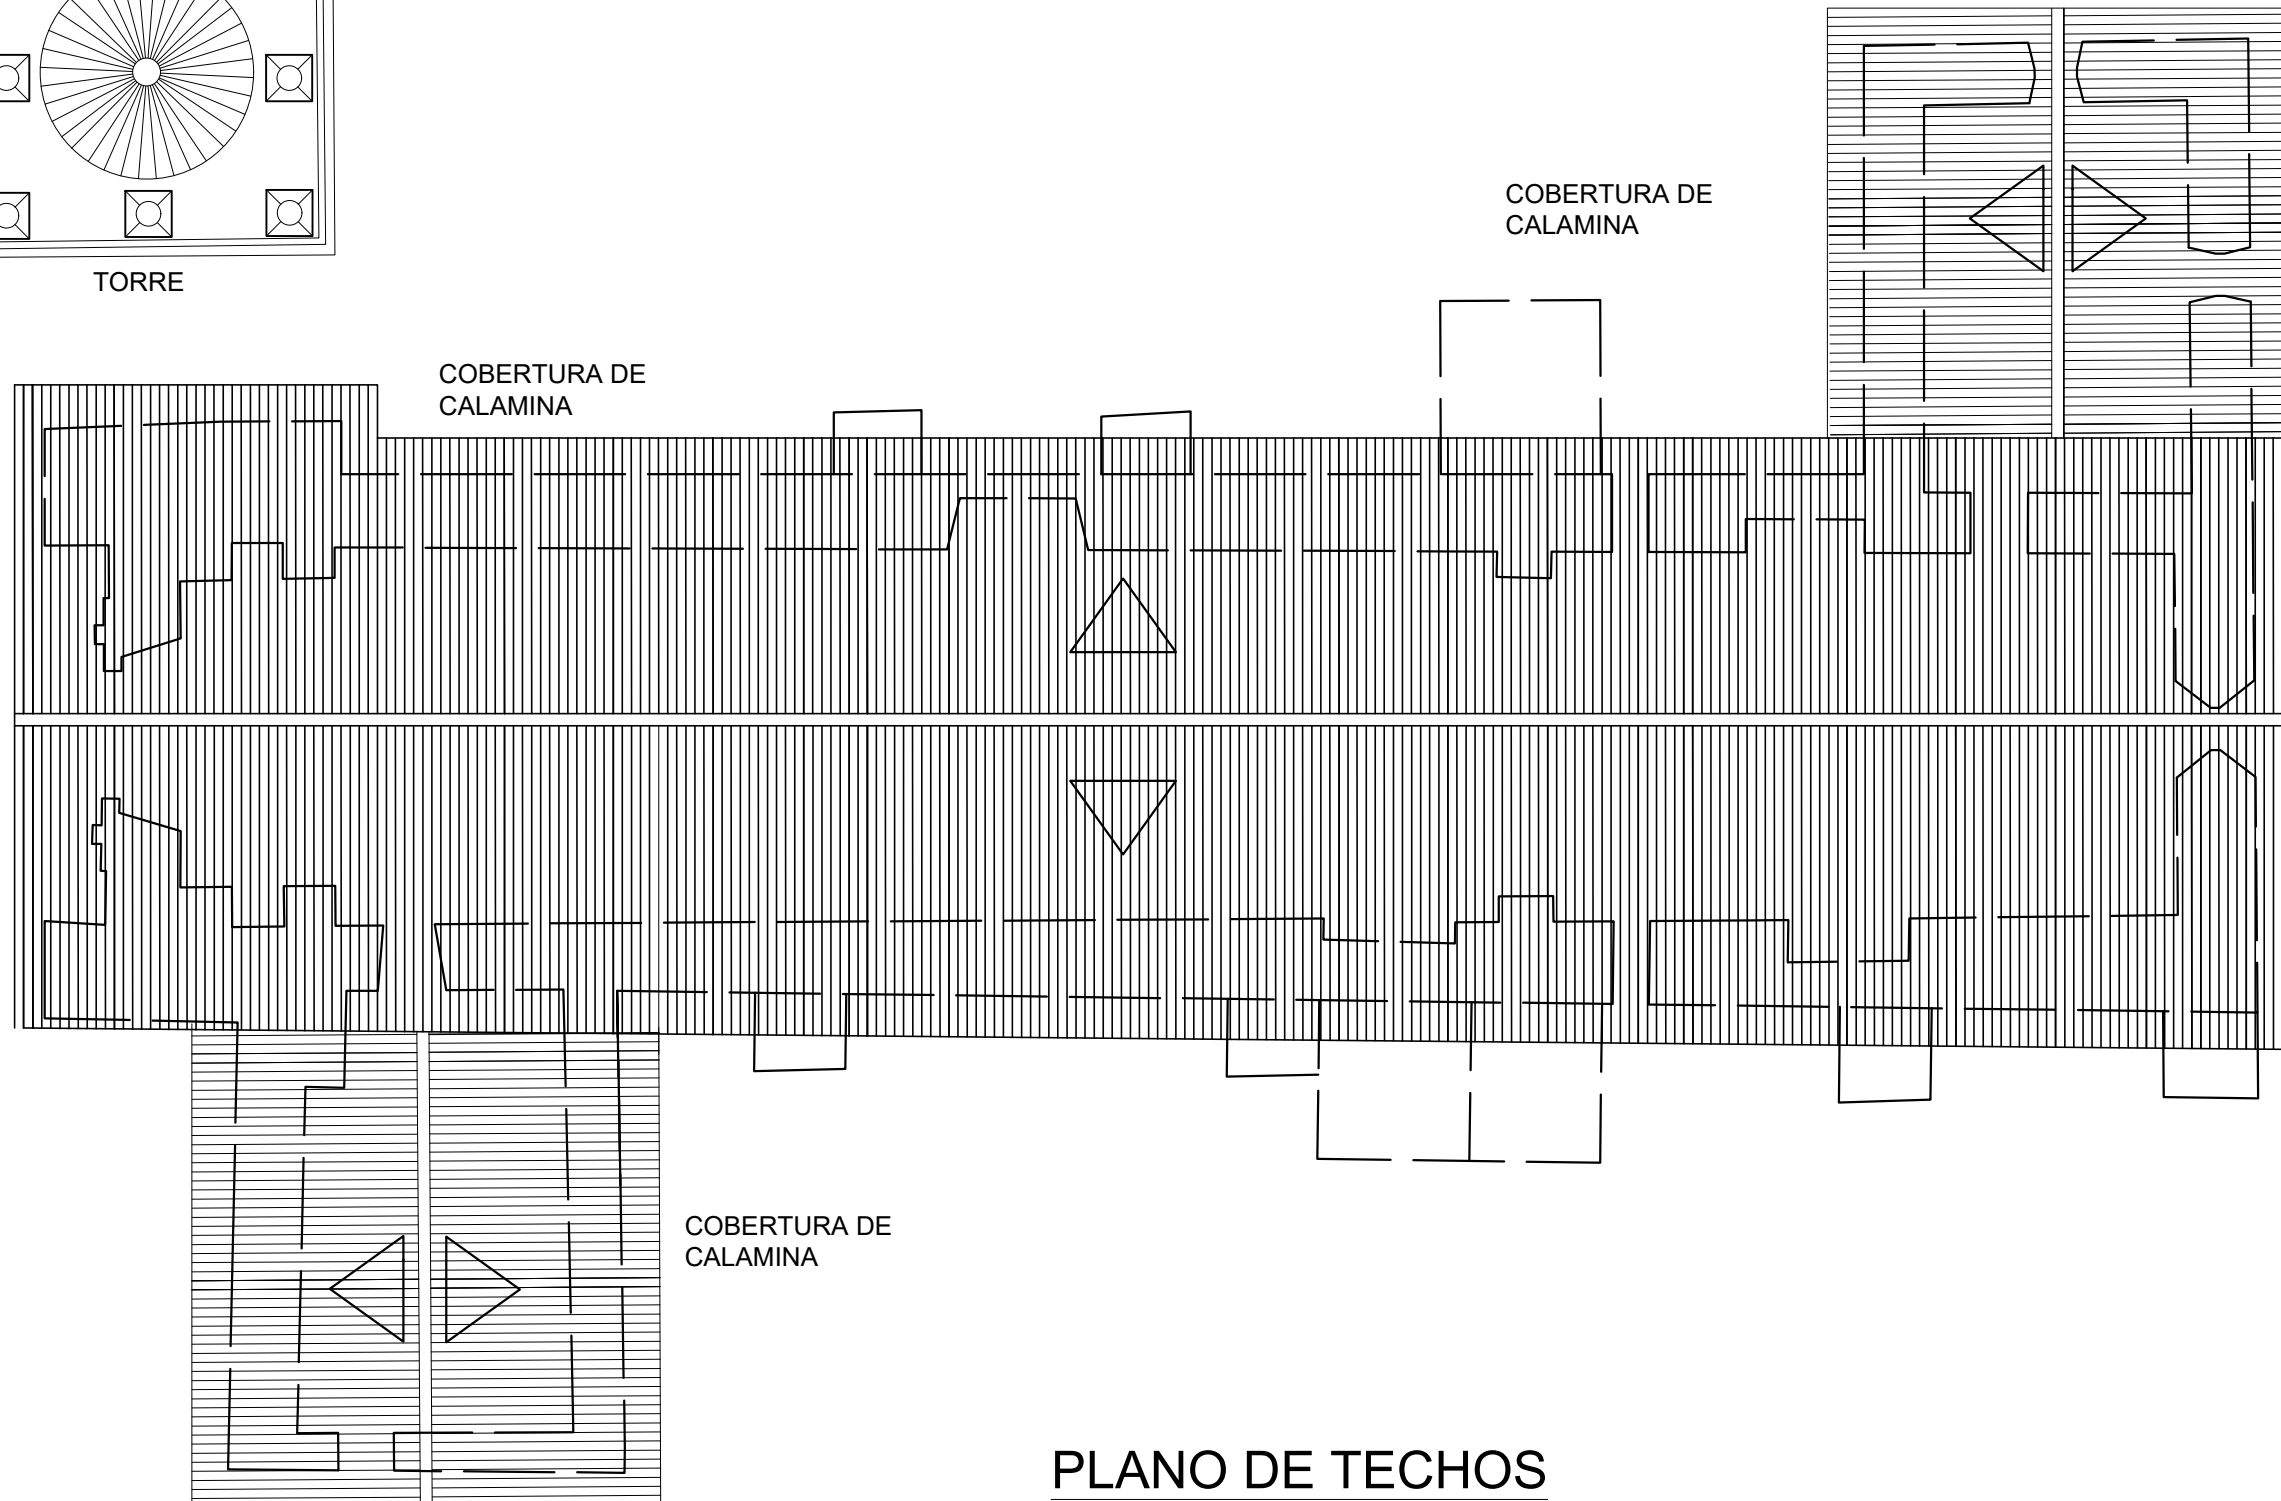 COBERTURA DE
CALAMINA
TORRE
COBERTURA DE
CALAMINA
COBERTURA DE
CALAMINA
PLANO DE TECHOS